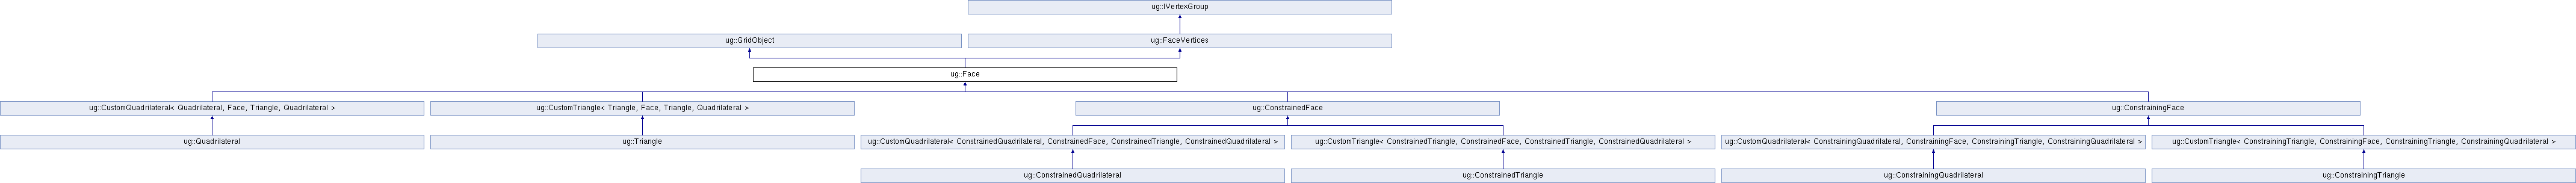 ug::IVertexGroup
ug::GridObject
ug::FaceVertices
ug::Face
ug::CustomQuadrilateral< Quadrilateral, Face, Triangle, Quadrilateral >
ug::CustomTriangle< Triangle, Face, Triangle, Quadrilateral >
ug::ConstrainedFace
ug::ConstrainingFace
ug::Quadrilateral
ug::Triangle
ug::CustomQuadrilateral< ConstrainedQuadrilateral, ConstrainedFace, ConstrainedTriangle, ConstrainedQuadrilateral >
ug::CustomTriangle< ConstrainedTriangle, ConstrainedFace, ConstrainedTriangle, ConstrainedQuadrilateral >
ug::CustomQuadrilateral< ConstrainingQuadrilateral, ConstrainingFace, ConstrainingTriangle, ConstrainingQuadrilateral >
ug::CustomTriangle< ConstrainingTriangle, ConstrainingFace, ConstrainingTriangle, ConstrainingQuadrilateral >
ug::ConstrainedQuadrilateral
ug::ConstrainedTriangle
ug::ConstrainingQuadrilateral
ug::ConstrainingTriangle